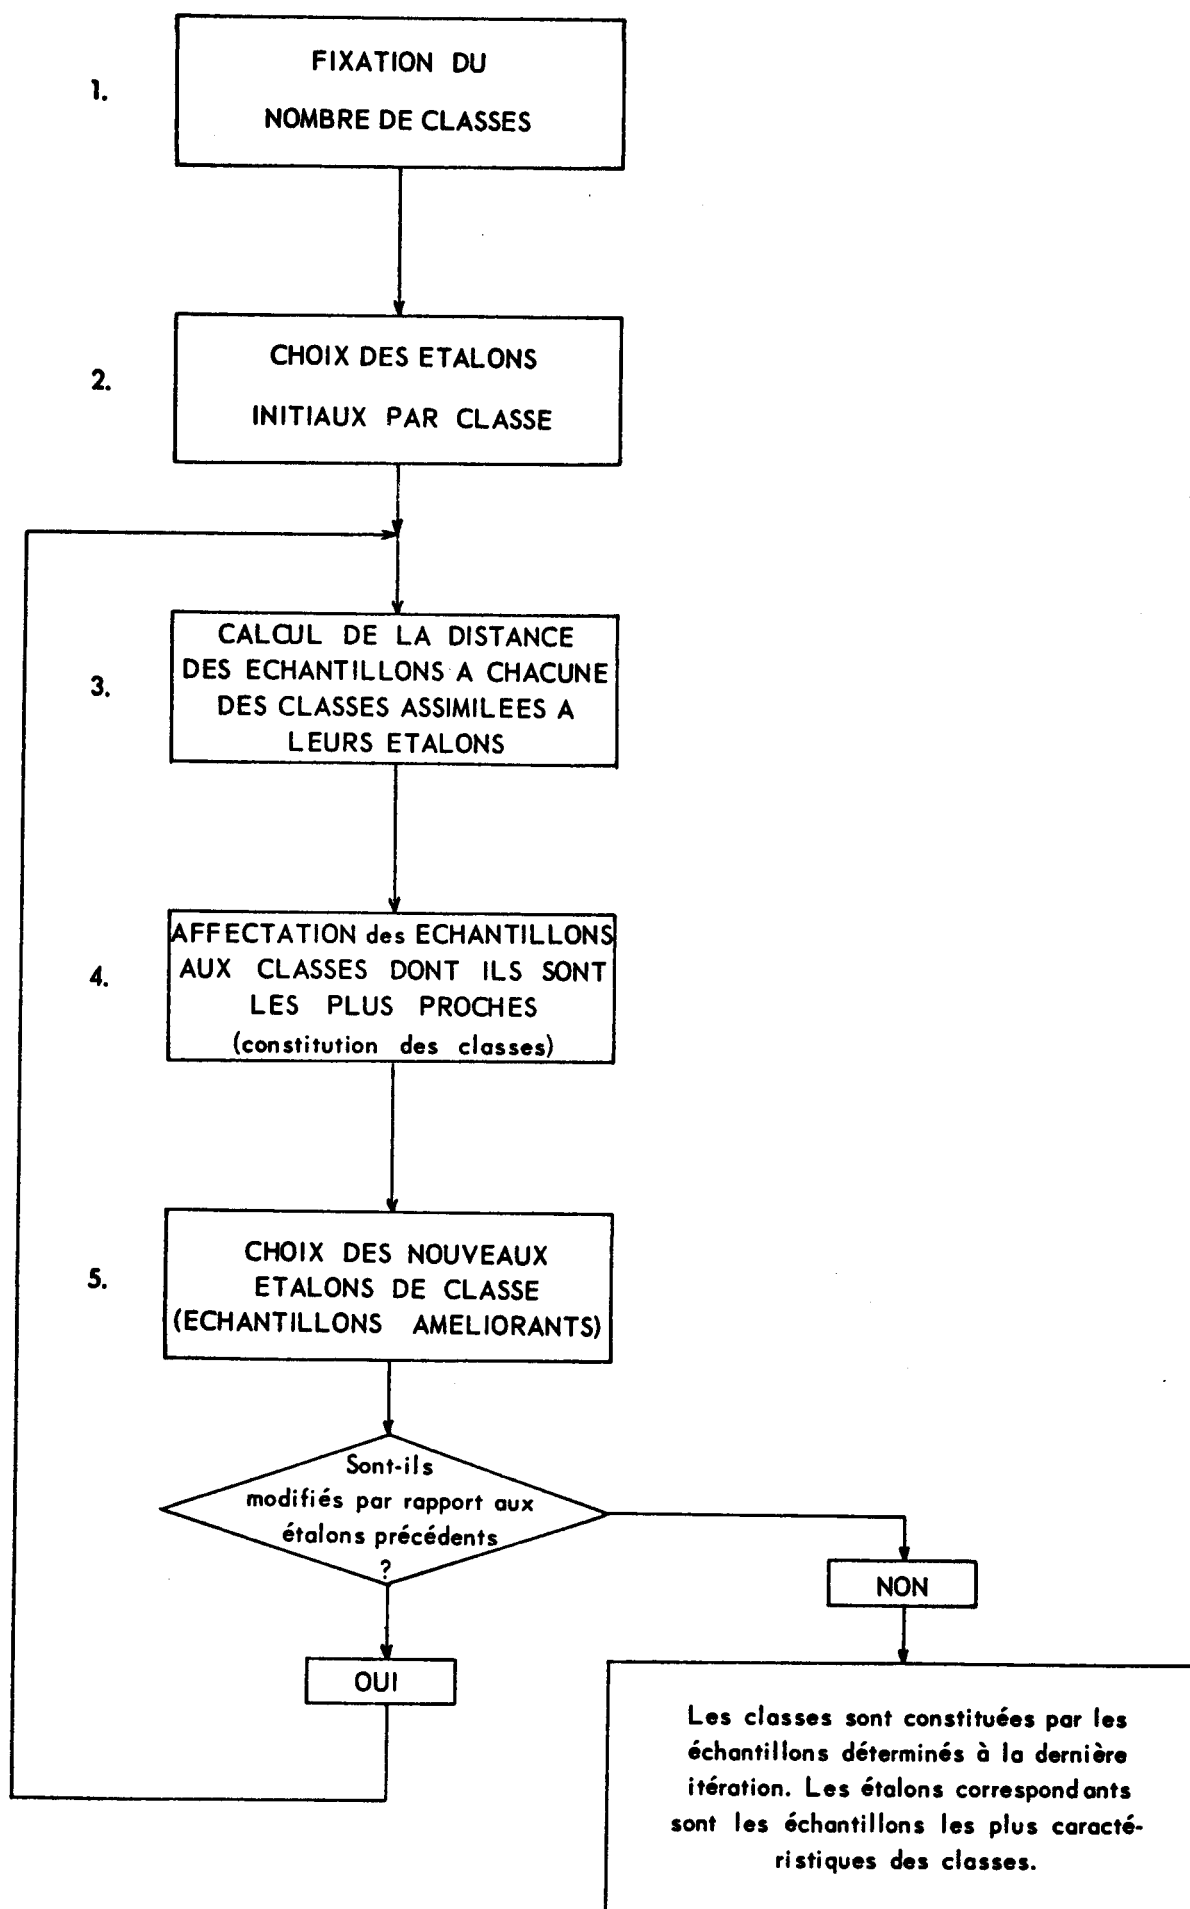 1.
FIXATION DU
NOMBRE DE CLASSES
2.
CHOIX DES ETALONS
INITIAUX PAR CLASSE
3.
CALCUL DE LA DISTANCE
DES ECHANTILLONS A CHACUNE
DES CLASSES ASSIMILEES A
LEURS ETALONS
4.
AFFECTATION des ECHANTILLONS
AUX CLASSES DONT ILS SONT
LES PLUS PROCHES
(constitution des classes)
5.
CHOIX DES NOUVEAUX
ETALONS DE CLASSE
(ECHANTILLONS AMELIORANTS)
Sont-ils
modifiés par rapport aux
étalons précédents
?
NON
OUI
Les classes sont constituées par les
échantillons déterminés à la dernière
itération. Les étalons correspondants
sont les échantillons les plus caracté-
ristiques des classes.